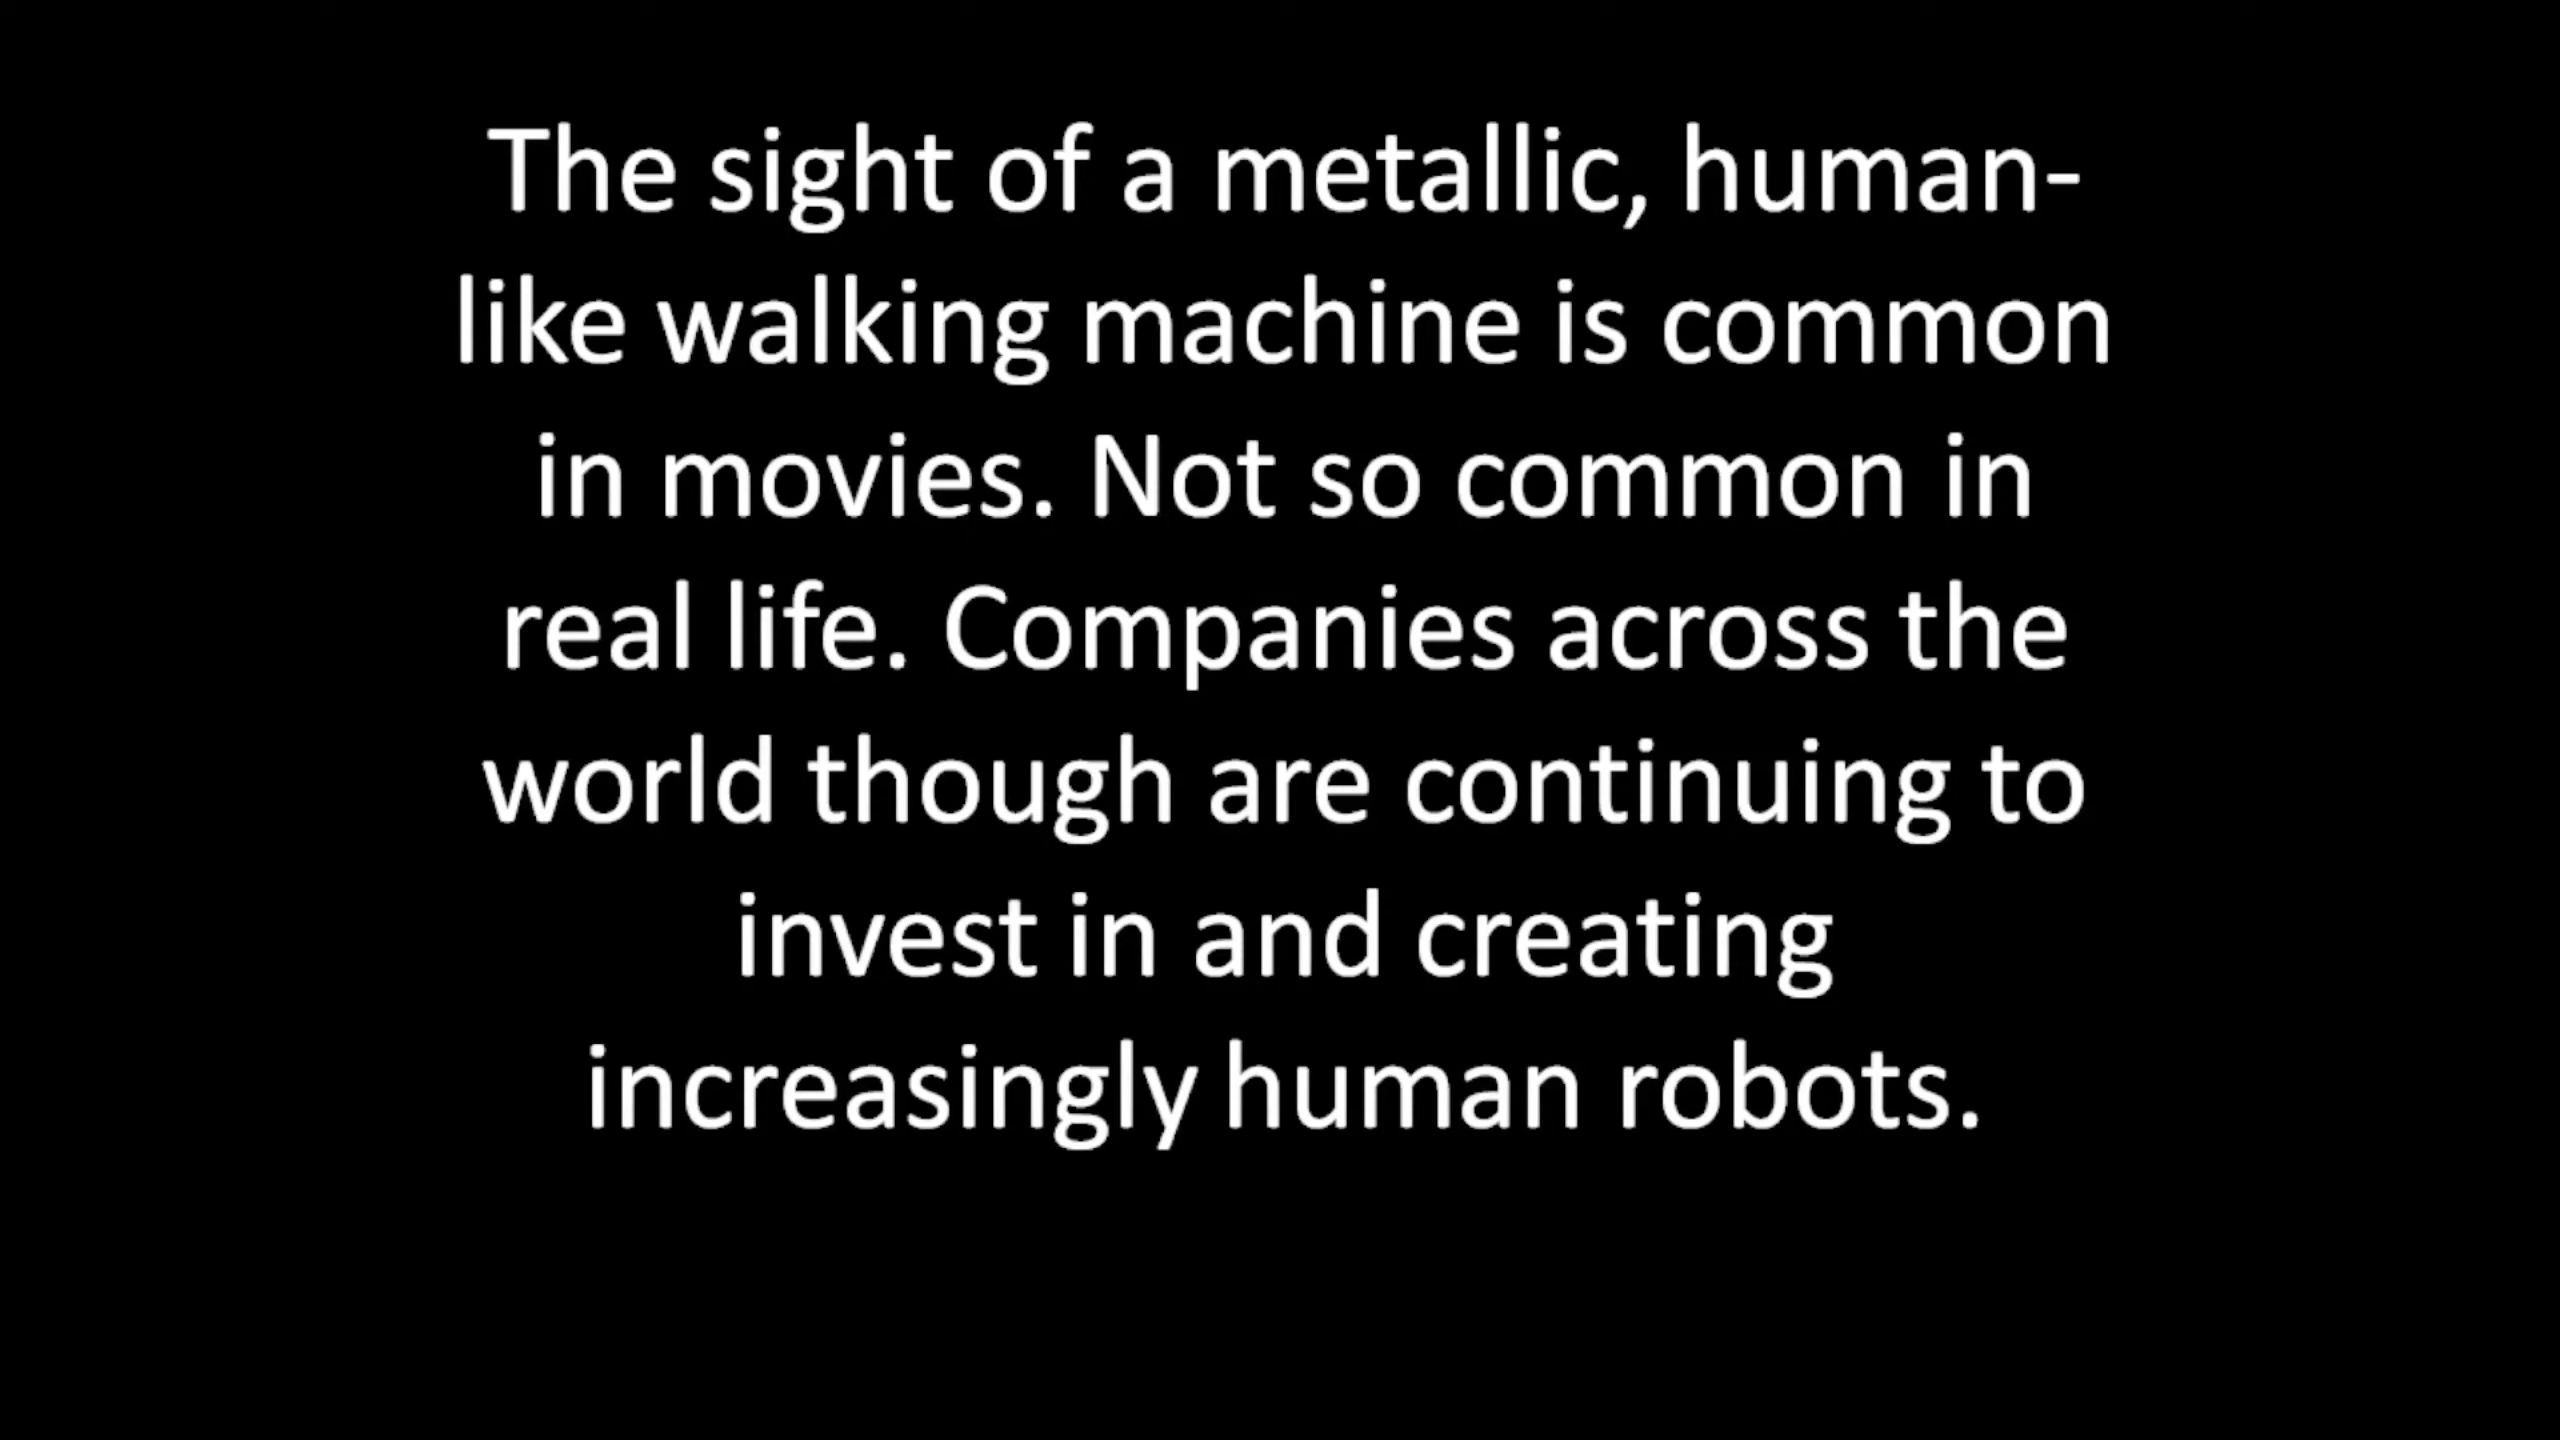 The sight of a metallic, human-
like walking machine is common
in movies. Not so common in
real life. Companies across the
world though are continuing to
invest in and creating
increasingly human robots.